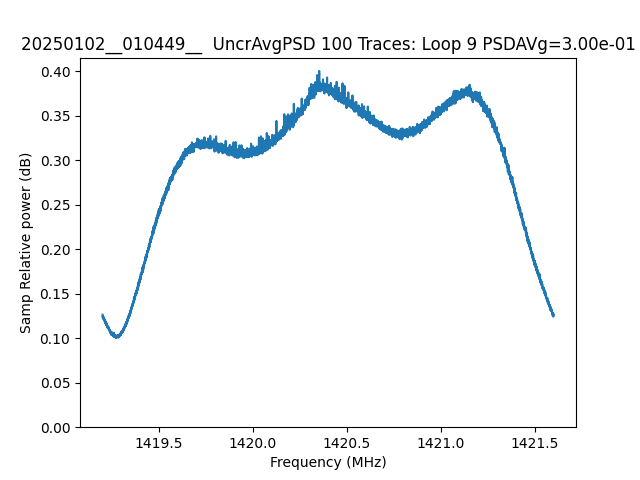 20250102__010449__  UncrAvgPSD 100 Traces: Loop 9 PSDAVg=3.00e-01
0.40
0.35
0.30
0.25
0.20
0.15
0.10
0.05
0.00
Samp Relative power (dB)
1419.5 1420.0 1420.5 1421.0 1421.5
Frequency (MHz)